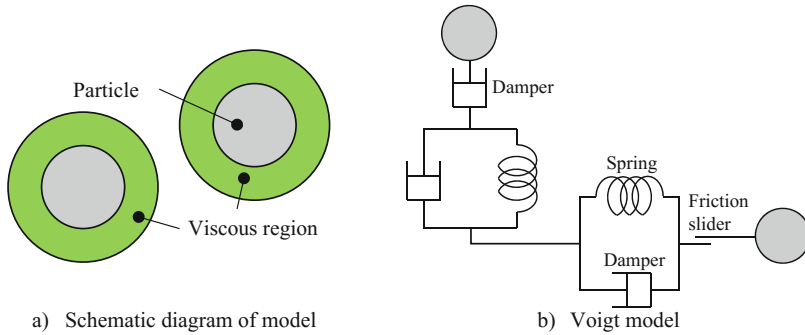 Particle
Viscous region
a) Schematic diagram of model
Damper
Spring
Friction
slider
Damper
b) Voigt model